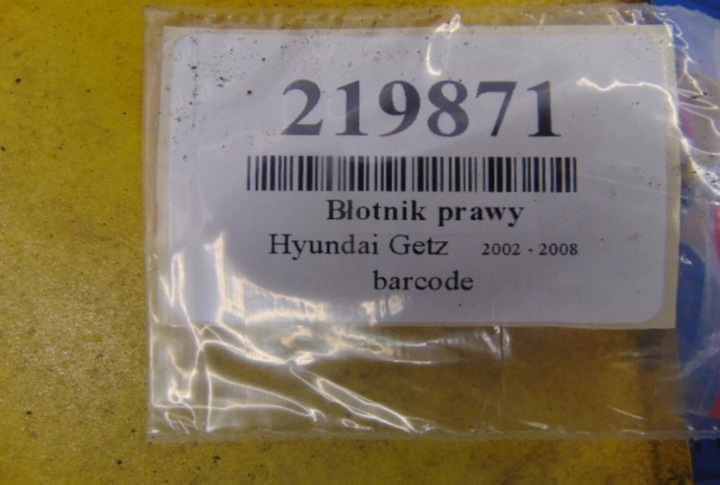 219871
Błotnik prawy
Hyundai Getz 2002 - 2008
barcode